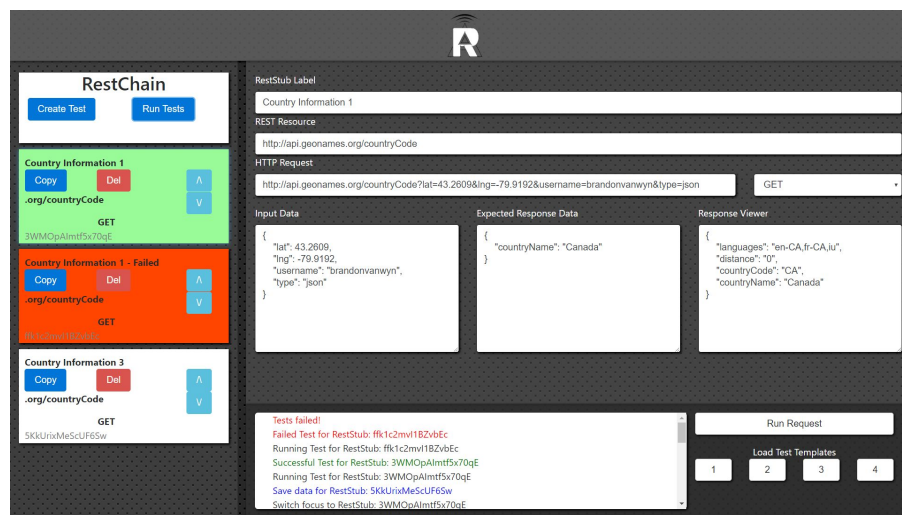 R
RestChain
Create Test
Run Tests
Country Information 1
Copy
Del
Λ
.org/countryCode
V
GET
3WMOpAImtf5x70qE
Country Information 1 - Failed
Copy
Del
Λ
.org/countryCode
V
GET
ffk1c2mvI1BZvbEc
Country Information 3
Copy
Del
Λ
.org/countryCode
V
GET
5KkUrixMeScUF6Sw
RestStub Label
Country Information 1
REST Resource
http://api.geonames.org/countryCode
HTTP Request
http://api.geonames.org/countryCode?lat=43.2609&lng=-79.9192&username=brandonvanwyn&type=json
GET
Input Data
{
"lat": 43.2609,
"lng": -79.9192,
"username": "brandonvanwyn",
"type": "json"
}
Expected Response Data
{
"countryName": "Canada"
}
Response Viewer
{
"languages": "en-CA,fr-CA,iu",
"distance": "0",
"countryCode": "CA",
"countryName": "Canada"
}
Tests failed!
Failed Test for RestStub: ffk1c2mvI1BZvbEc
Running Test for RestStub: ffk1c2mvI1BZvbEc
Successful Test for RestStub: 3WMOpAImtf5x70qE
Running Test for RestStub: 3WMOpAImtf5x70qE
Save data for RestStub: 5KkUrixMeScUF6Sw
Switch focus to RestStub: 3WMOpAImtf5x70qE
Run Request
Load Test Templates
1
2
3
4